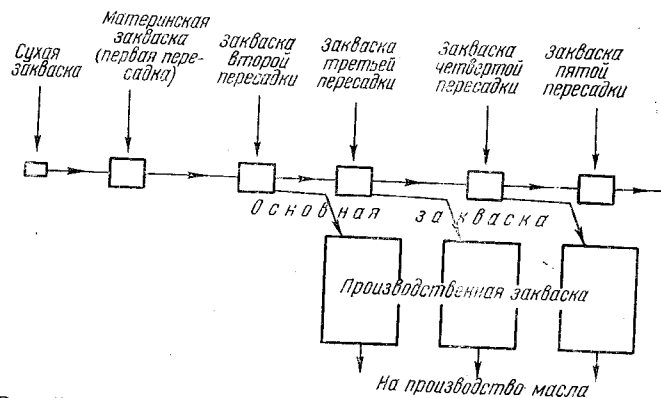 Сухая
закваска
Материнская
закваска
(первая пере-
садка)
Закваска
второй
пересадки
Закваска
третьей
пересадки
Закваска
четвертой
пересадки
Закваска
пятой
пересадки
Основная закваска
Производственная закваска
На производство масла